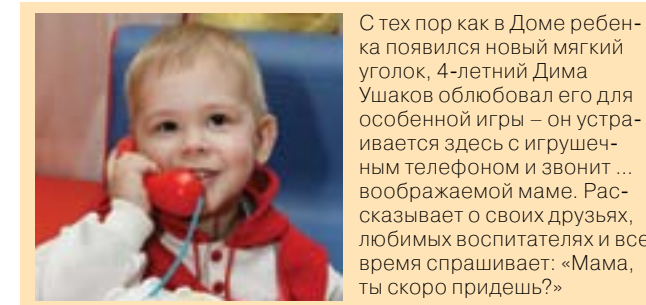 С тех пор как в Доме ребен-
ка появился новый мягкий
уголок, 4-летний Дима
Ушаков облюбовал его для
особенной игры – он устра-
ивается здесь с игрушеч-
ным телефоном и звонит ...
воображаемой маме. Рас-
сказывает о своих друзьях,
любимых воспитателях и все
время спрашивает: «Мама,
ты скоро придешь?»